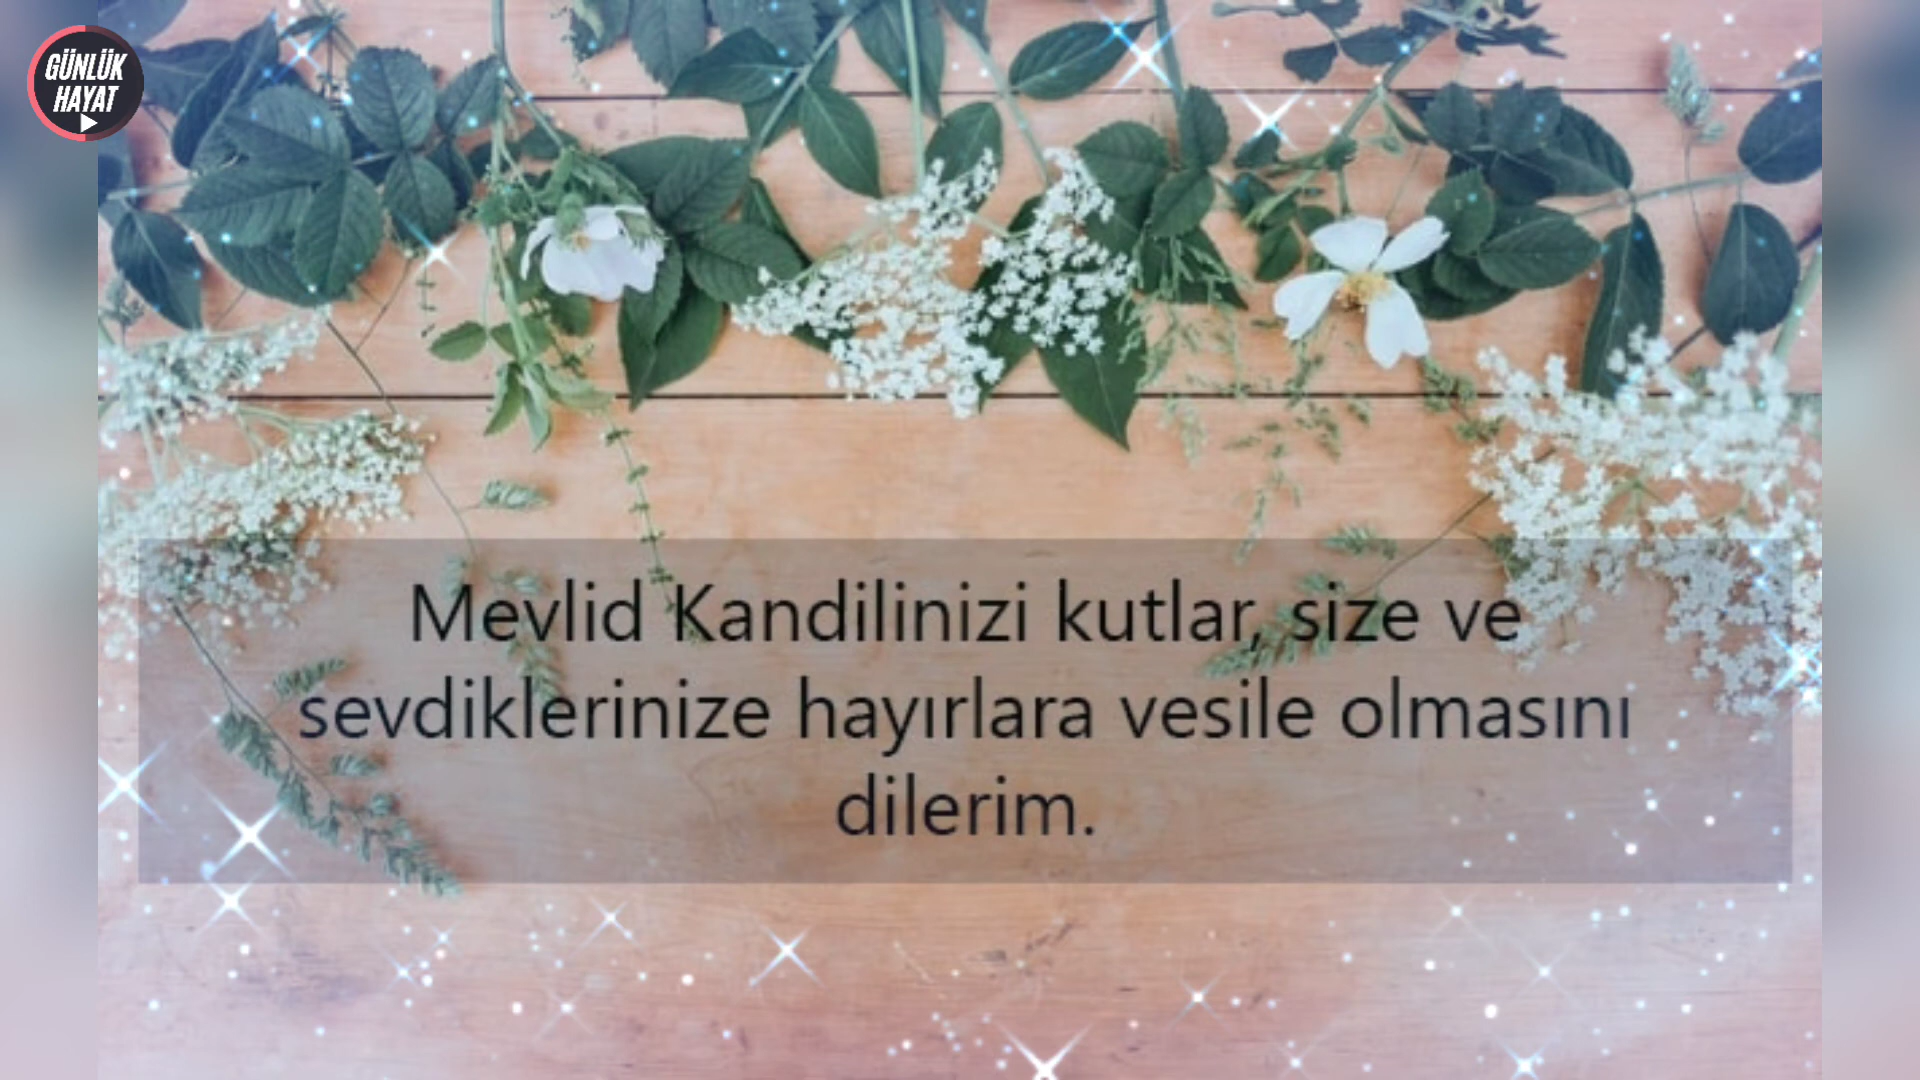 GÜNLÜK
HAYAT
Mevlid Kandilinizi kutlar, size ve
sevdiklerinize hayırlara vesile olmasını
dilerim.